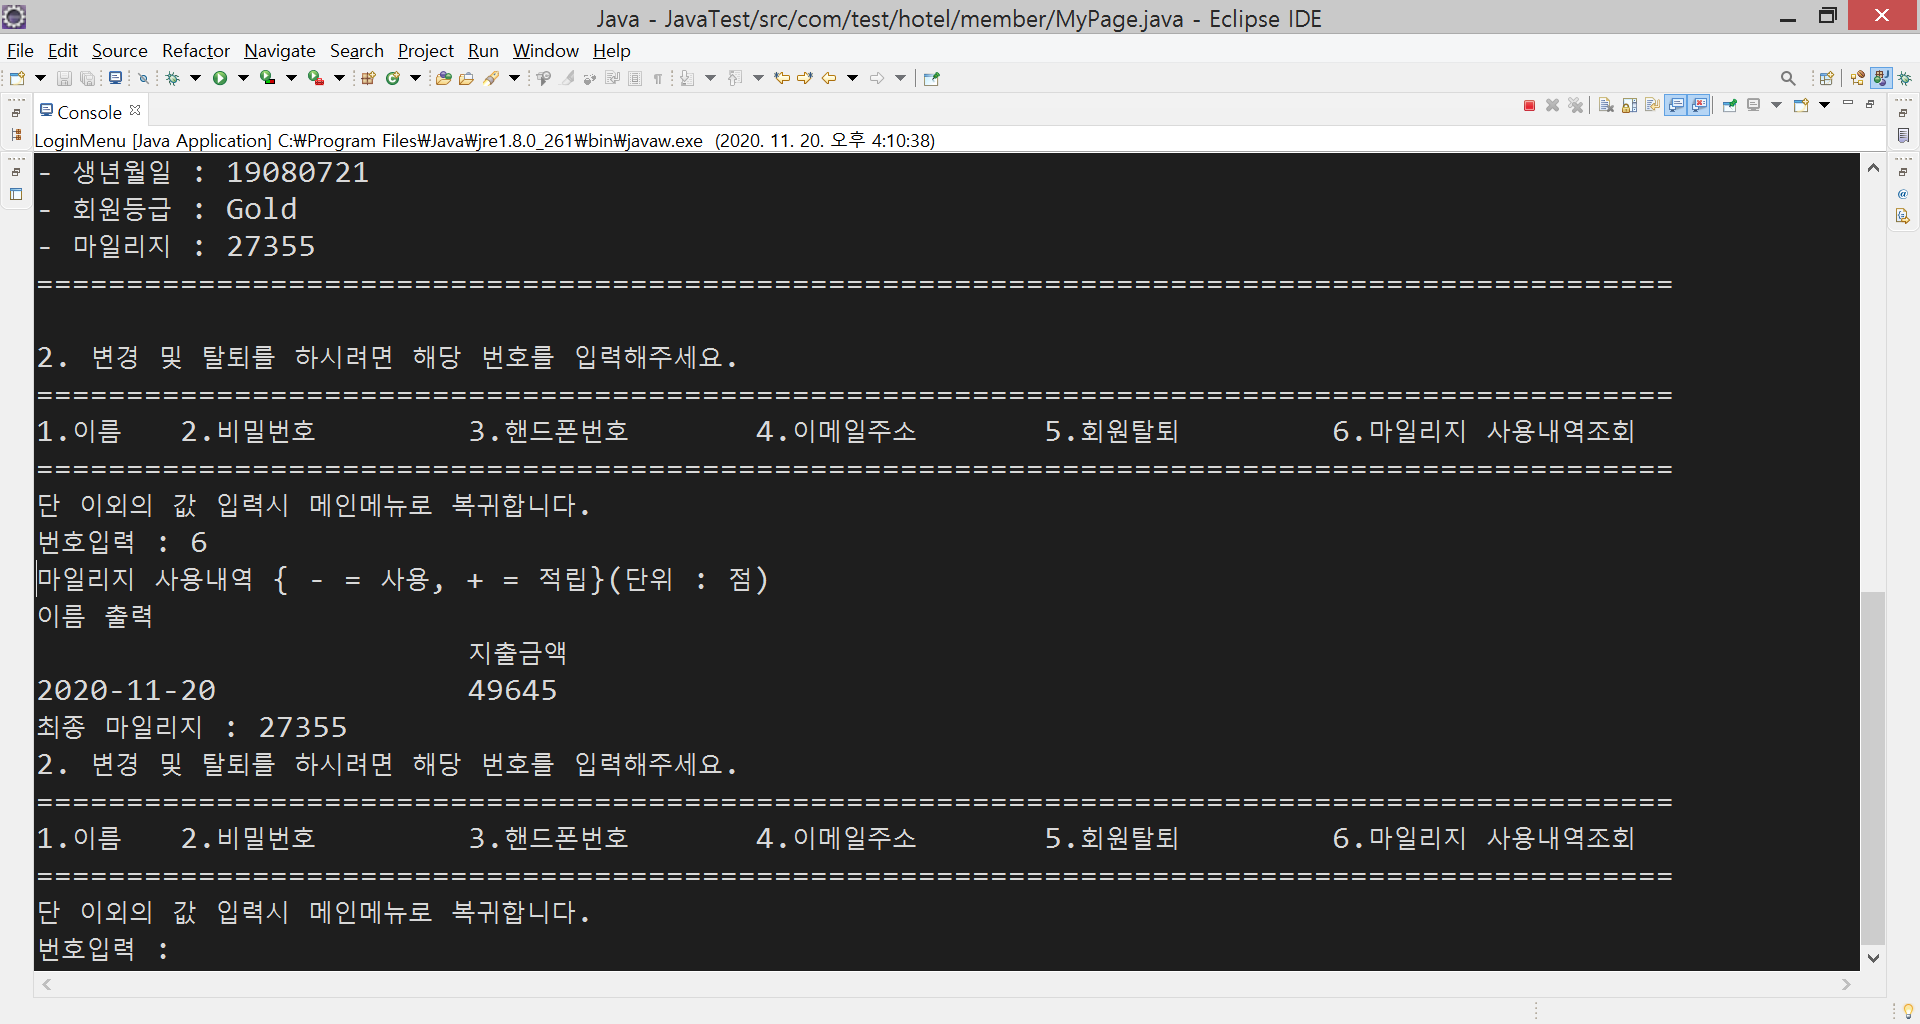 Java - JavaTest/src/com/test/hotel/member/MyPage.java - Eclipse IDE
File Edit Source Refactor Navigate Search Project Run Window Help
Console
LoginMenu [Java Application] C:₩Program Files₩Java₩jre1.8.0_261₩bin₩javaw.exe (2020. 11. 20. 오후 4:10:38)
- 생년월일 : 19080721
- 회원등급 : Gold
- 마일리지 : 27355
===========================================================================================
2. 변경 및 탈퇴를 하시려면 해당 번호를 입력해주세요.
===========================================================================================
1.이름 2.비밀번호 3.핸드폰번호 4.이메일주소 5.회원탈퇴 6.마일리지 사용내역조회
===========================================================================================
단 이외의 값 입력시 메인메뉴로 복귀합니다.
번호입력 : 6
마일리지 사용내역 { - = 사용, + = 적립}(단위 : 점)
이름 출력
지출금액
2020-11-20 49645
최종 마일리지 : 27355
2. 변경 및 탈퇴를 하시려면 해당 번호를 입력해주세요.
===========================================================================================
1.이름 2.비밀번호 3.핸드폰번호 4.이메일주소 5.회원탈퇴 6.마일리지 사용내역조회
===========================================================================================
단 이외의 값 입력시 메인메뉴로 복귀합니다.
번호입력 :